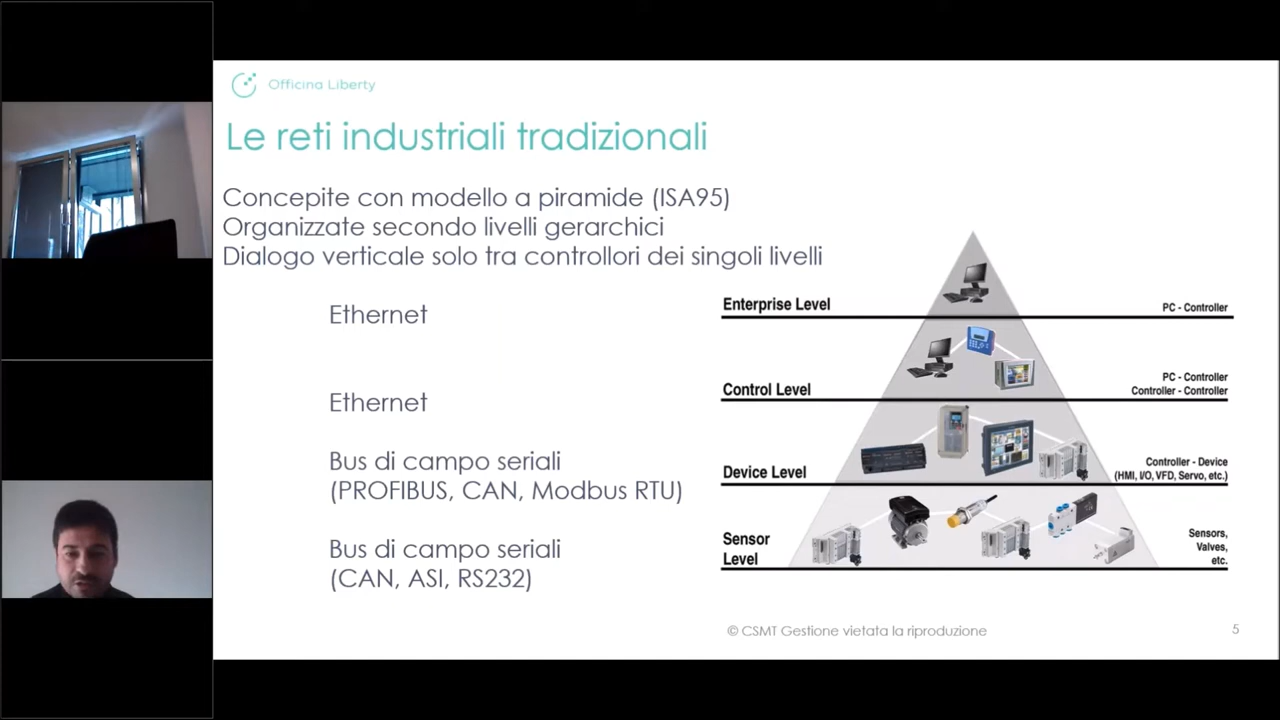 Officina Liberty
Le reti industriali tradizionali
Concepite con modello a piramide (ISA95)
Organizzate secondo livelli gerarchici
Dialogo verticale solo tra controllori dei singoli livelli
Ethernet
Enterprise Level
PC - Controller
Ethernet
Control Level
PC - Controller
Controller - Controller
Bus di campo seriali
(PROFIBUS, CAN, Modbus RTU)
Device Level
Controller - Device
(HMI, I/O, VFD, Servo, etc.)
Bus di campo seriali
(CAN, ASI, RS232)
Sensor
Level
Sensors,
Valves,
etc.
© CSMT Gestione vietata la riproduzione
5